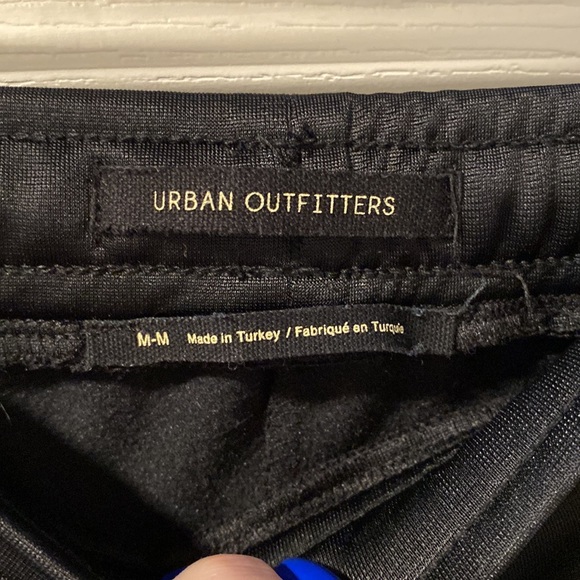 URBAN OUTFITTERS
M-M Made in Turkey / Fabriqué en Turquie